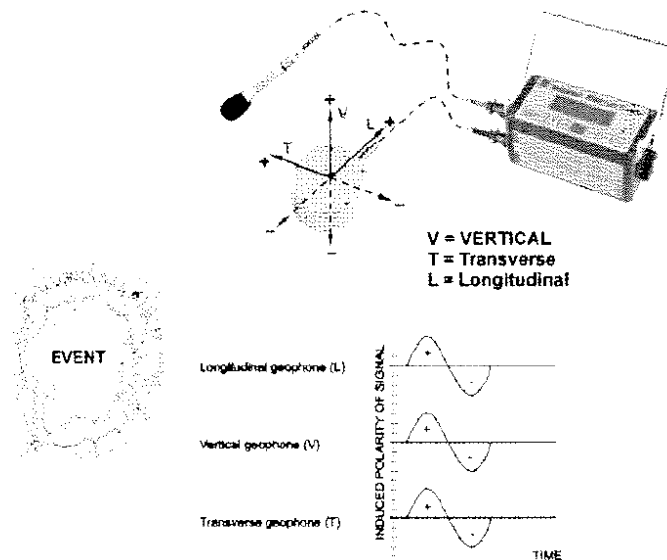 +
V
L
+
T
+
-
-
-
V = VERTICAL
T = Transverse
L = Longitudinal
EVENT
Longitudinal geophone (L)
+
-
Vertical geophone (V)
+
-
Transverse geophone (T)
+
-
INDUCED POLARITY OF SIGNAL
TIME